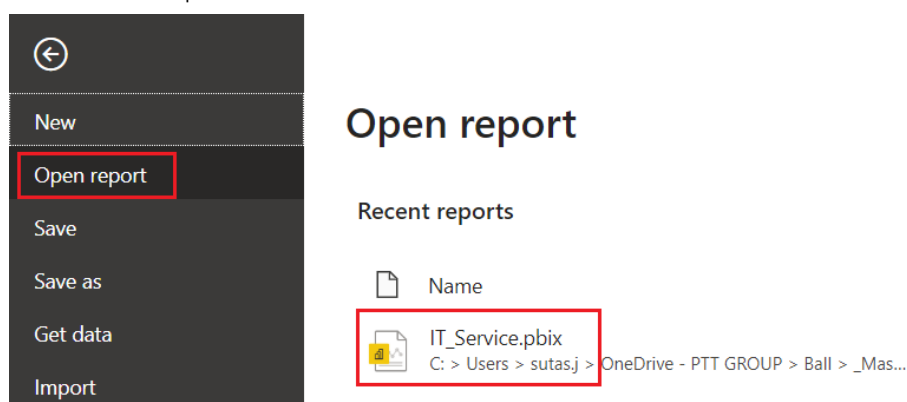 New
Open report
Save
Save as
Get data
Import
Open report
Recent reports
Name
IT_Service.pbix
C: > Users > sutas.j > OneDrive - PTT GROUP > Ball > _Mas...